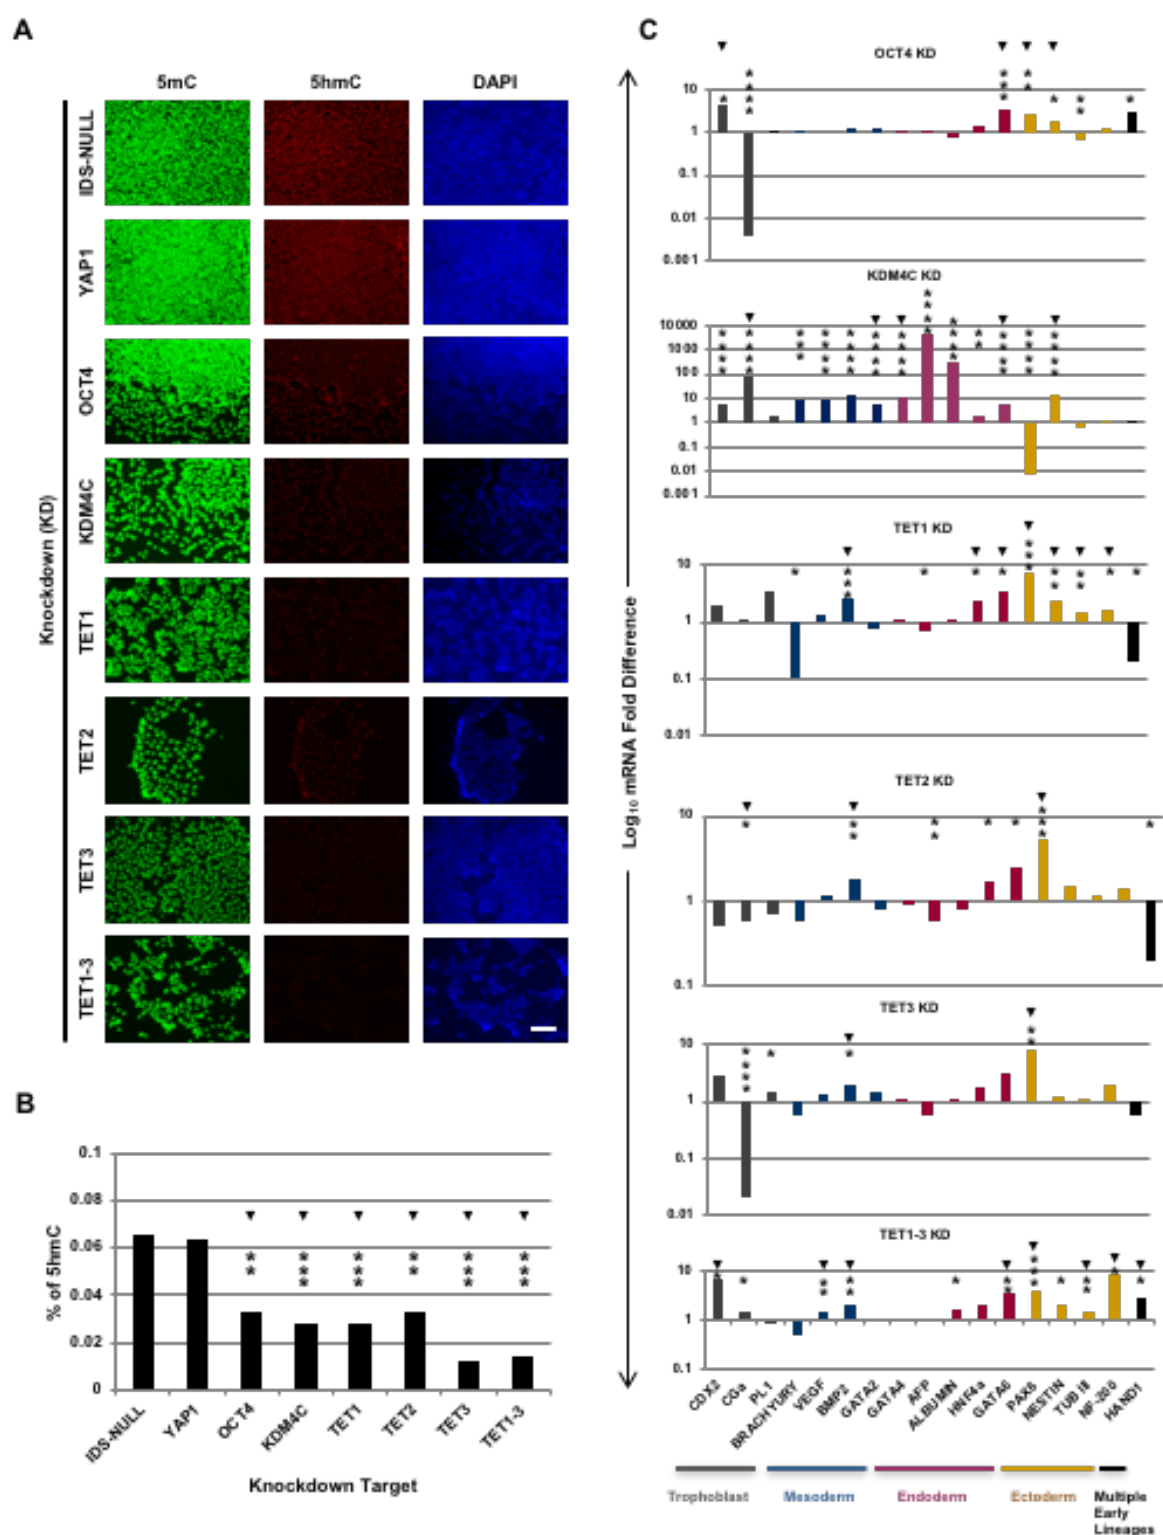 A
5mC
5hmC
DAPI
Knockdown (KD)
IDS-NULL
YAP1
OCT4
KDM4C
TET1
TET2
TET3
TET1-3
B
% of 5hmC
0.1
0.08
0.06
0.04
0.02
0
IDS-NULL
YAP1
OCT4
KDM4C
TET1
TET2
TET3
TET1-3
Knockdown Target
C
Log₁₀ mRNA Fold Difference
OCT4 KD
10
1
0.1
0.01
0.001
KDM4C KD
10000
1000
100
10
1
0.1
0.01
0.001
TET1 KD
10
1
0.1
0.01
TET2 KD
10
1
0.1
TET3 KD
10
1
0.1
0.01
TET1-3 KD
10
1
0.1
CDX2
CGa
PL1
BRACHYURY
VEGF
BMP2
GATA2
GATA4
AFP
ALBUMIN
HNF4a
GATA6
PAX6
NESTIN
TUB III
NF-200
HAND1
Trophoblast
Mesoderm
Endoderm
Ectoderm
Multiple
Early
Lineages